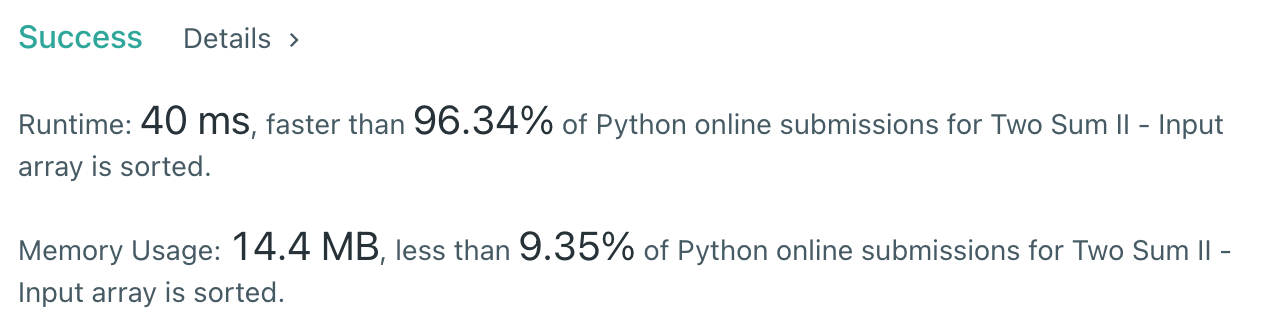 Success Details >
Runtime: 40 ms, faster than 96.34% of Python online submissions for Two Sum II - Input
array is sorted.
Memory Usage: 14.4 MB, less than 9.35% of Python online submissions for Two Sum II -
Input array is sorted.